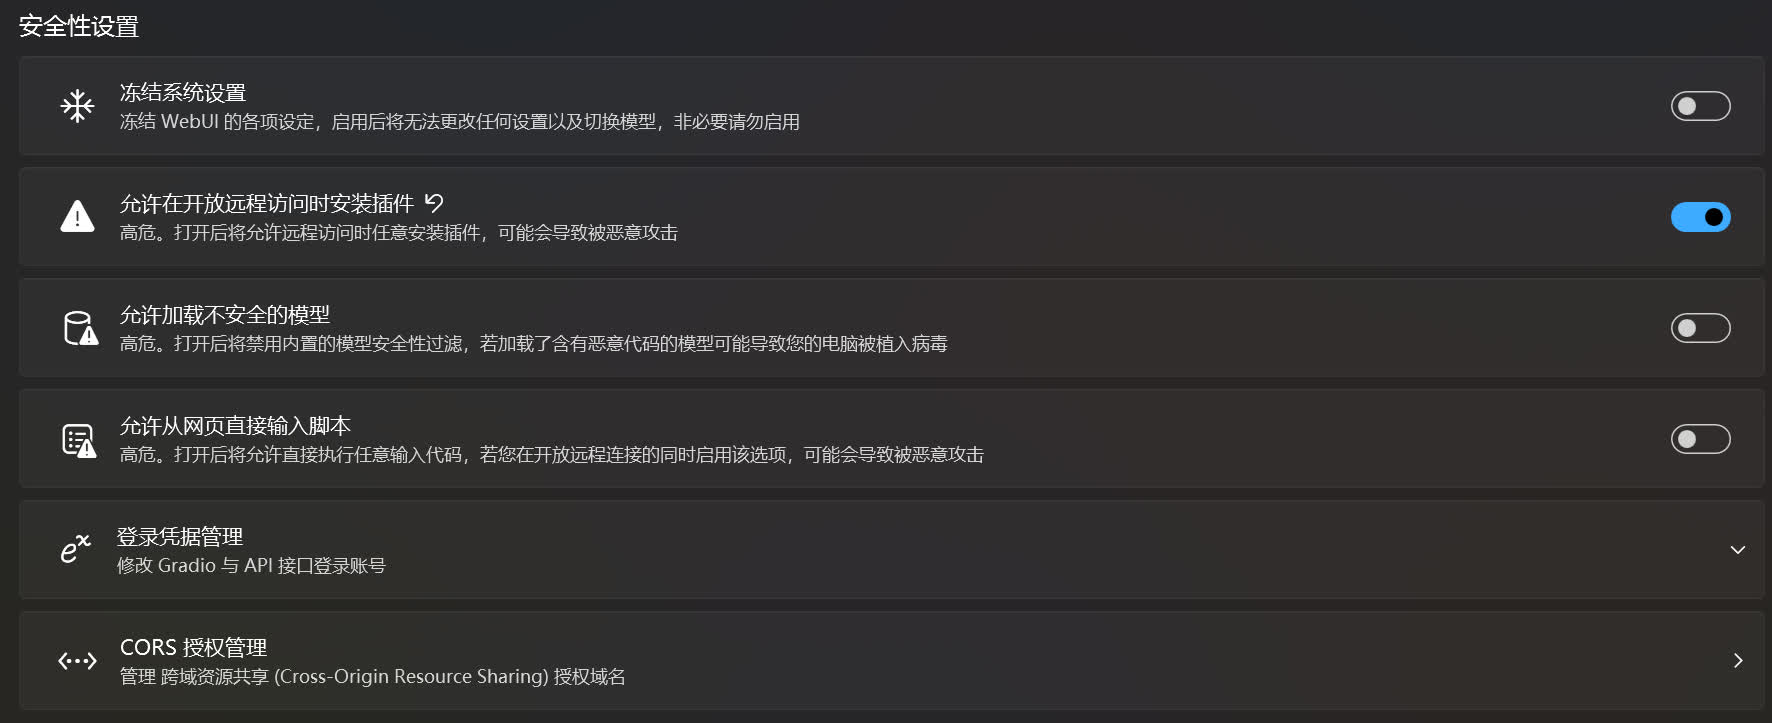 安全性设置
冻结系统设置
冻结 WebUI 的各项设定，启用后将无法更改任何设置以及切换模型，非必要请勿启用
允许在开放远程访问时安装插件
高危。打开后将允许远程访问时任意安装插件，可能会导致被恶意攻击
允许加载不安全的模型
高危。打开后将禁用内置的模型安全性过滤，若加载了含有恶意代码的模型可能导致您的电脑被植入病毒
允许从网页直接输入脚本
高危。打开后将允许直接执行任意输入代码，若您在开放远程连接的同时启用该选项，可能会导致被恶意攻击
登录凭据管理
修改 Gradio 与 API 接口登录账号
CORS 授权管理
管理 跨域资源共享 (Cross-Origin Resource Sharing) 授权域名